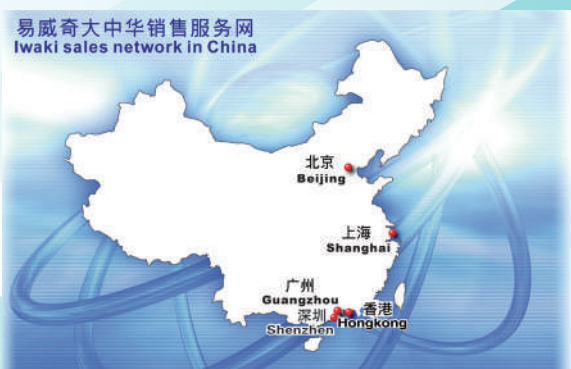 易威奇大中华销售服务网
Iwaki sales network in China
北京
Beijing
上海
Shanghai
广州
Guangzhou
深圳
Shenzhen
香港
Hongkong